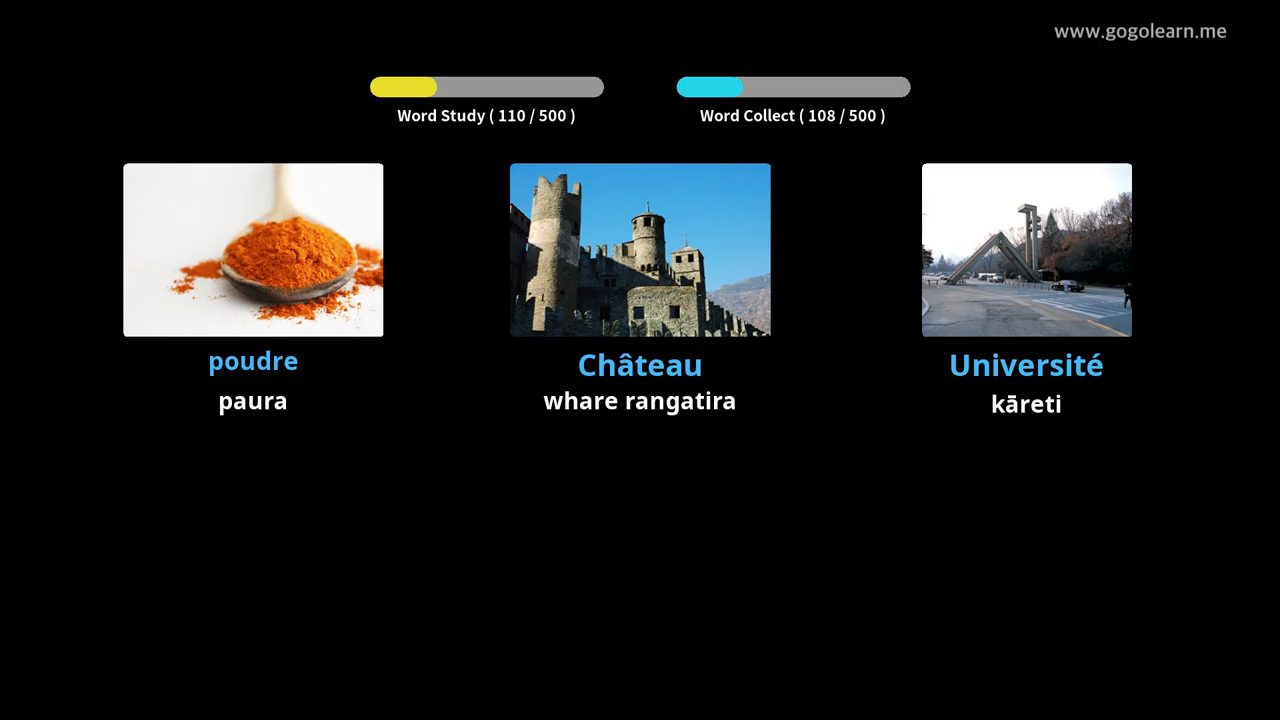 www.gogolearn.me
Word Study ( 110 / 500 )
Word Collect ( 108 / 500 )
poudre
paura
Château
whare rangatira
Université
kāreti